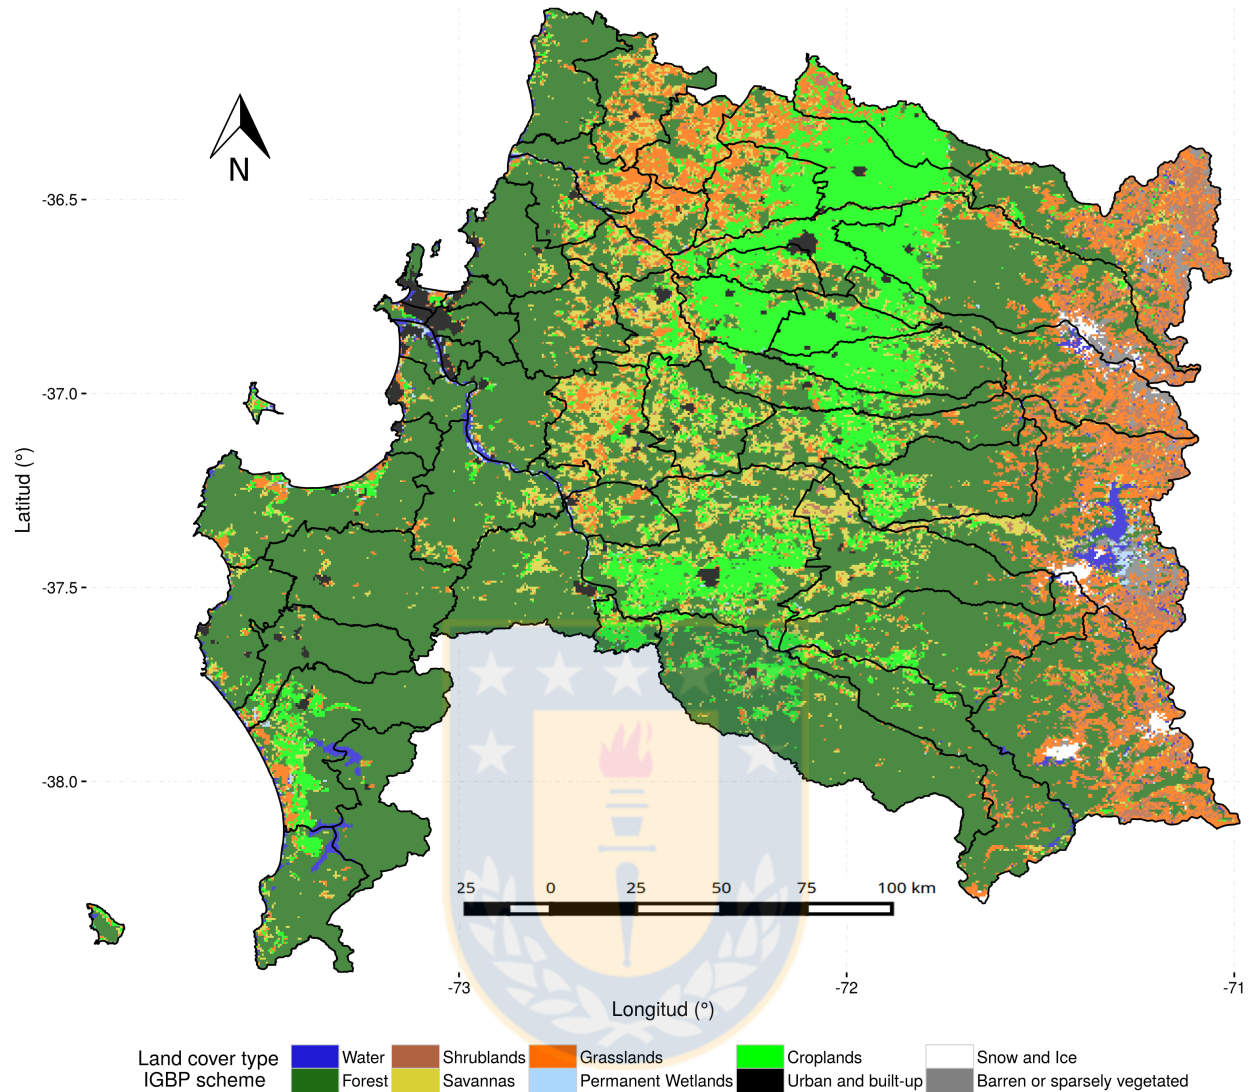 N
-36.5
-37.0
-37.5
-38.0
Latitud (°)
25 0 25 50 75 100 km
-73 -72 -71
Longitud (°)
Land cover type
IGBP scheme
Water Shrublands Grasslands Croplands Snow and Ice
Forest Savannas Permanent Wetlands Urban and built-up Barren or sparsely vegetated